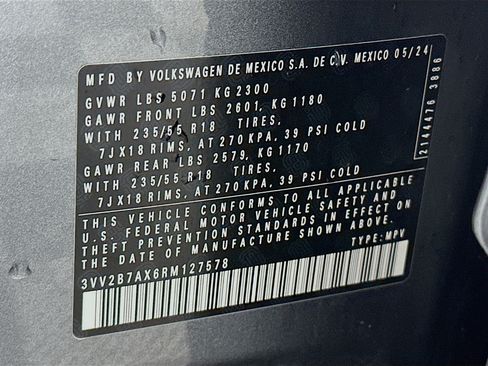 MFD BY VOLKSWAGEN DE MEXICO S.A. DE C.V. MEXICO 05/24
GVWR LBS 5071 KG 2300
GAWR FRONT LBS 2601, KG 1180
WITH 235/55 R18 TIRES,
7JX18 RIMS, AT 270 KPA, 39 PSI COLD
GAWR REAR LBS 2579, KG 1170
WITH 235/55 R18 TIRES,
7JX18 RIMS, AT 270 KPA, 39 PSI COLD
THIS VEHICLE CONFORMS TO ALL APPLICABLE
U.S. FEDERAL MOTOR VEHICLE SAFETY AND
THEFT PREVENTION STANDARDS IN EFFECT ON
THE DATE OF MANUFACTURE SHOWN ABOVE.
3VV2B7AX6RM127578 TYPE: MPV
21444476 3886